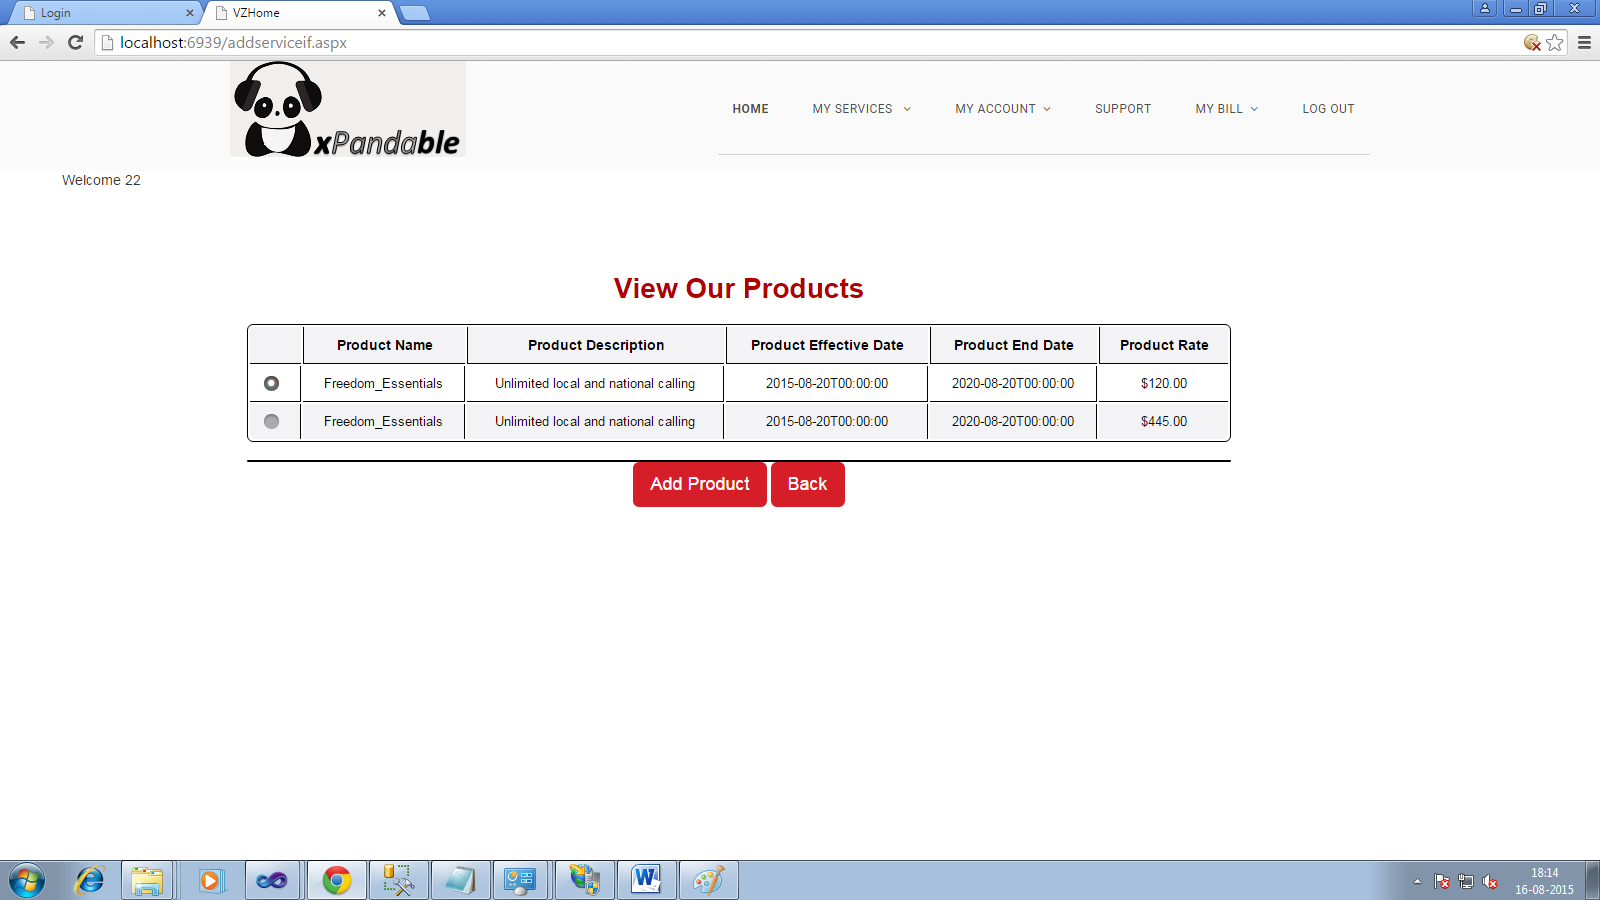 Login
VZHome
localhost:6939/addserviceif.aspx
xPandable
HOME MY SERVICES MY ACCOUNT SUPPORT MY BILL LOG OUT
Welcome 22
View Our Products
Product Name Product Description Product Effective Date Product End Date Product Rate
Freedom_Essentials Unlimited local and national calling 2015-08-20T00:00:00 2020-08-20T00:00:00 $120.00
Freedom_Essentials Unlimited local and national calling 2015-08-20T00:00:00 2020-08-20T00:00:00 $445.00
Add Product Back
18:14
16-08-2015